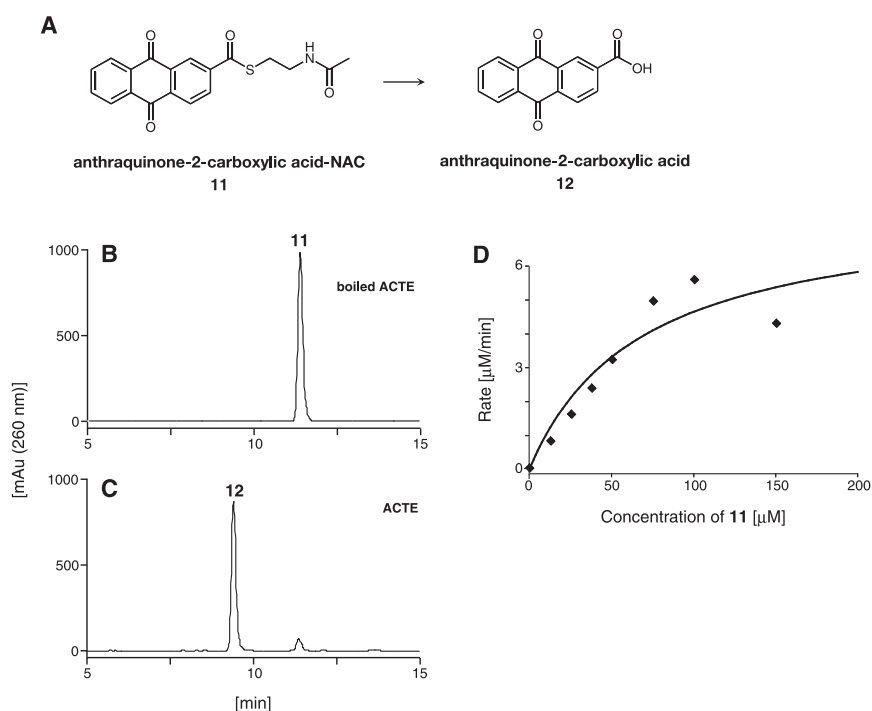 A
O
O
O
S
H
N
O
O
O
O
OH
anthraquinone-2-carboxylic acid-NAC
11
anthraquinone-2-carboxylic acid
12
[mAu (260 nm)]
B
11
boiled ACTE
1000
500
0
5
10
15
C
12
ACTE
1000
500
0
5
10
15
[min]
D
Rate [µM/min]
6
3
0
0
50
100
150
200
Concentration of 11 [µM]